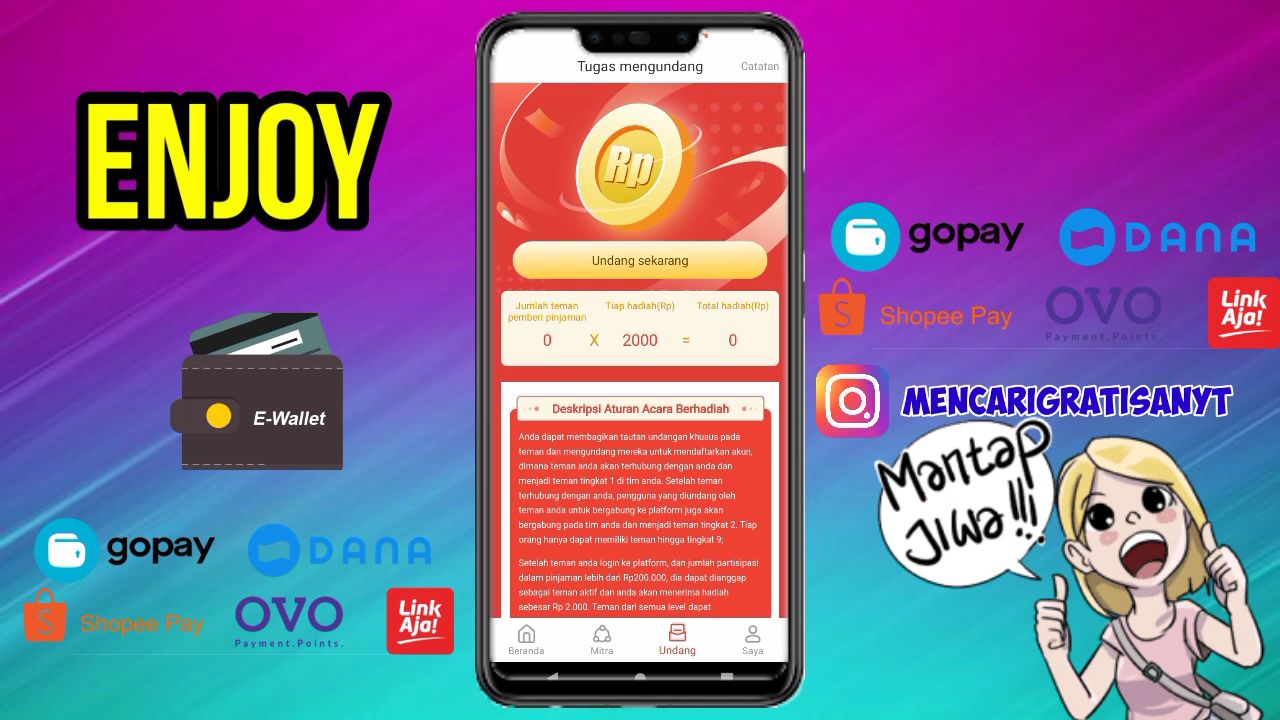 ENJOY
E-Wallet
gopay
DANA
S
Shopee Pay
OVO
Payment.Points.
Link
Aja!
Tugas mengundang
Catatan
Rp
Undang sekarang
Jumlah teman
pemberi pinjaman
Tiap hadiah(Rp)
Total hadiah(Rp)
0 X 2000 = 0
Deskripsi Aturan Acara Berhadiah
Anda dapat membagikan tautan undangan khusus pada
teman dan mengundang mereka untuk mendaftarkan akun,
dimana teman anda akan terhubung dengan anda dan
menjadi teman tingkat 1 di tim anda. Setelah teman
terhubung dengan anda, pengguna yang diundang oleh
teman anda untuk bergabung ke platform juga akan
bergabung pada tim anda dan menjadi teman tingkat 2. Tiap
orang hanya dapat memiliki teman hingga tingkat 9;
Setelah teman anda login ke platform, dan jumlah partisipasi
dalam pinjaman lebih dari Rp200.000, dia dapat dianggap
sebagai teman aktif dan anda akan menerima hadiah
sebesar Rp 2.000. Teman dari semua level dapat
Beranda
Mitra
Undang
Saya
gopay
DANA
S
Shopee Pay
OVO
Payment.Points.
Link
Aja!
MENCARIGRATISANYT
Mantap
Jiwa!!!